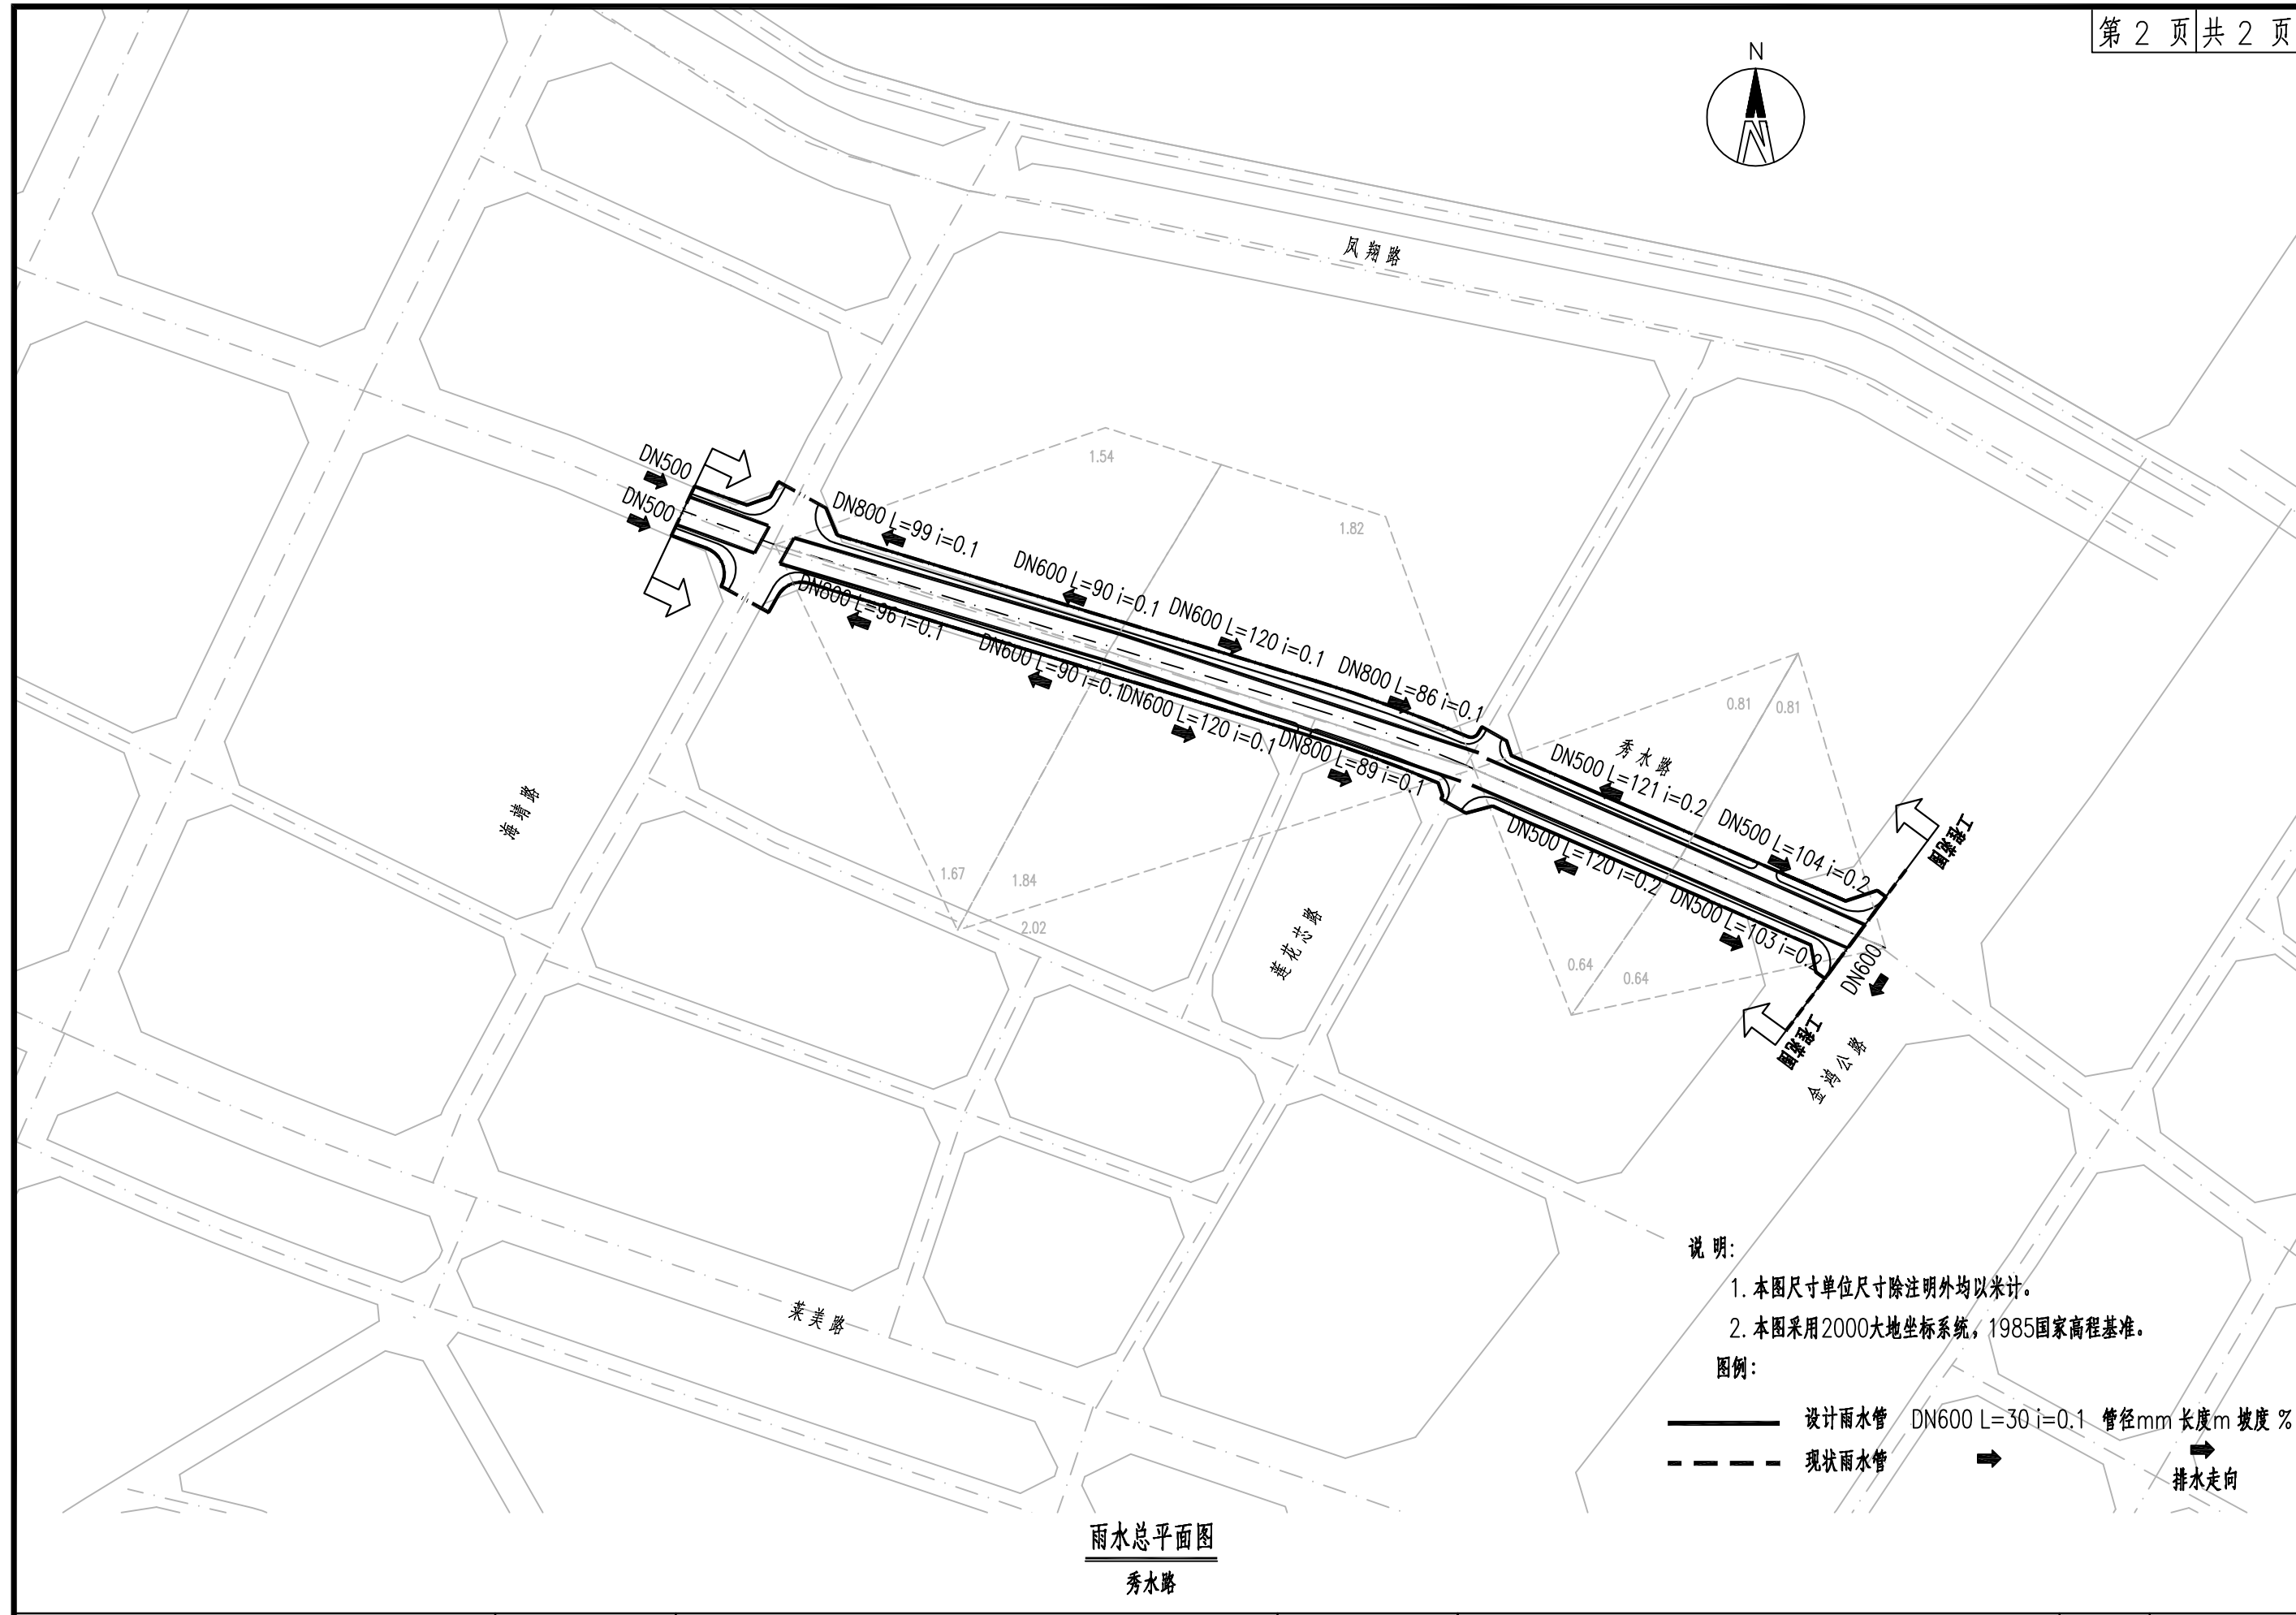 第 2 页 共 2 页
N
凤翔路
1.54
1.82
DN500
DN500
DN800 L=99 i=0.1
DN600 L=90 i=0.1
DN600 L=120 i=0.1
DN800 L=86 i=0.1
DN800 L=96 i=0.1
DN600 L=90 i=0.1
DN600 L=120 i=0.1
DN800 L=89 i=0.1
0.81
0.81
秀水路
DN500 L=121 i=0.2
DN500 L=104 i=0.2
DN500 L=120 i=0.2
DN500 L=103 i=0.2
工程范围
海靖路
1.67
1.84
2.02
莲花芯路
0.64
0.64
DN600
工程范围
金鸿公路
莱美路
说明:
1. 本图尺寸单位尺寸除注明外均以米计。
2. 本图采用2000大地坐标系统，1985国家高程基准。
图例:
设计雨水管 DN600 L=30 i=0.1 管径mm 长度m 坡度 %
现状雨水管
排水走向
雨水总平面图
秀水路